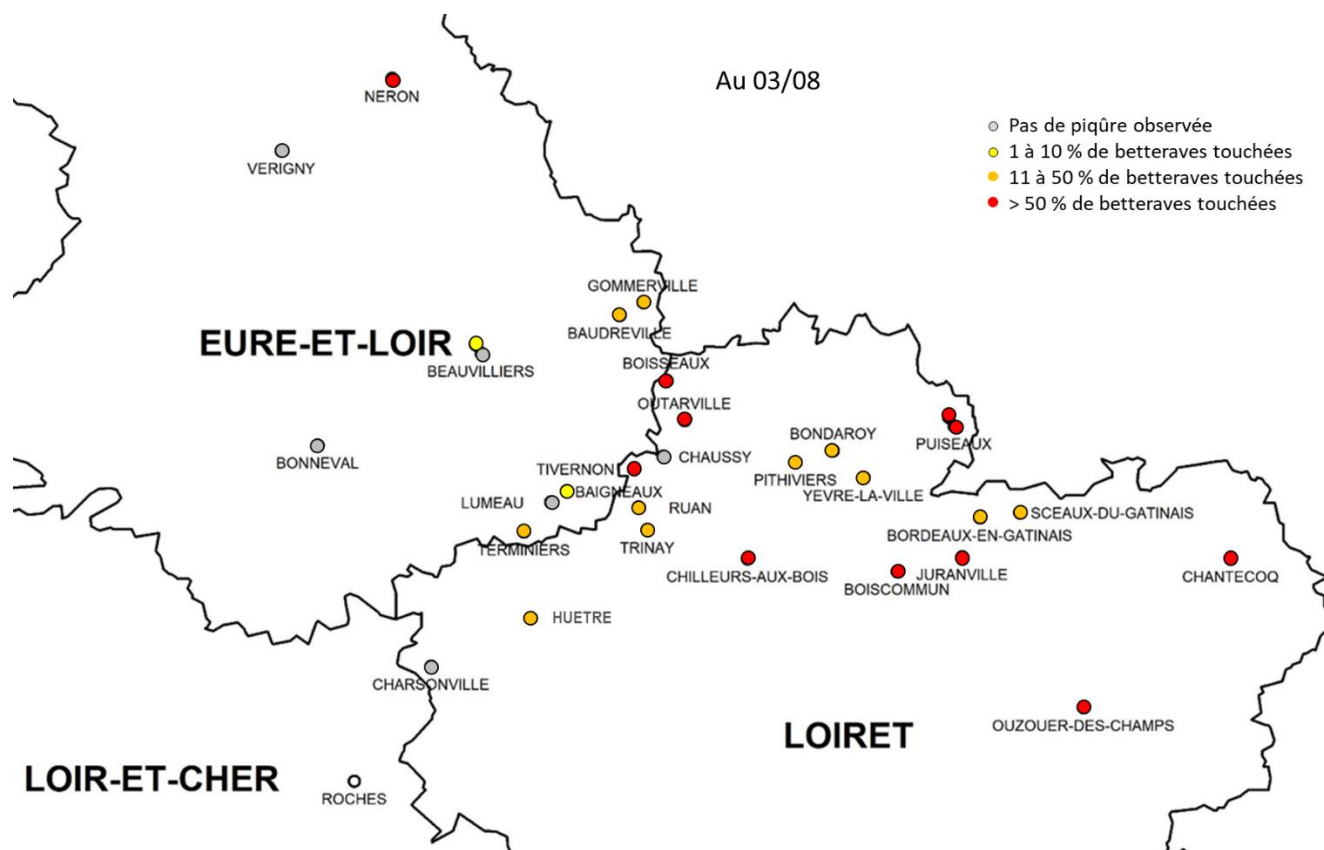 Au 03/08
NERON
Pas de piqûre observée
1 à 10 % de betteraves touchées
VERIGNY
11 à 50 % de betteraves touchées
> 50 % de betteraves touchées
GOMMERVILLE
BAUDREVILLE
EURE-ET-LOIR
BEAUVILLIERS
BOISSEAUX
OUTARVILLE
BONDAROY
PUISEAUX
BONNEVAL
CHAUSSY
TIVERNON
PITHIVIERS
BAIGNEAUX
YEVRE-LA-VILLE
LUMEAU
RUAN
SCEAUX-DU-GATINAIS
BORDEAUX-EN-GATINAIS
TERMINIERS
TRINAY
CHILLEURS-AUX-BOIS
JURANVILLE
CHANTECOQ
BOISCOMMUN
HUETRE
CHARSONVILLE
OUZOUER-DES-CHAMPS
LOIRET
LOIR-ET-CHER
ROCHES